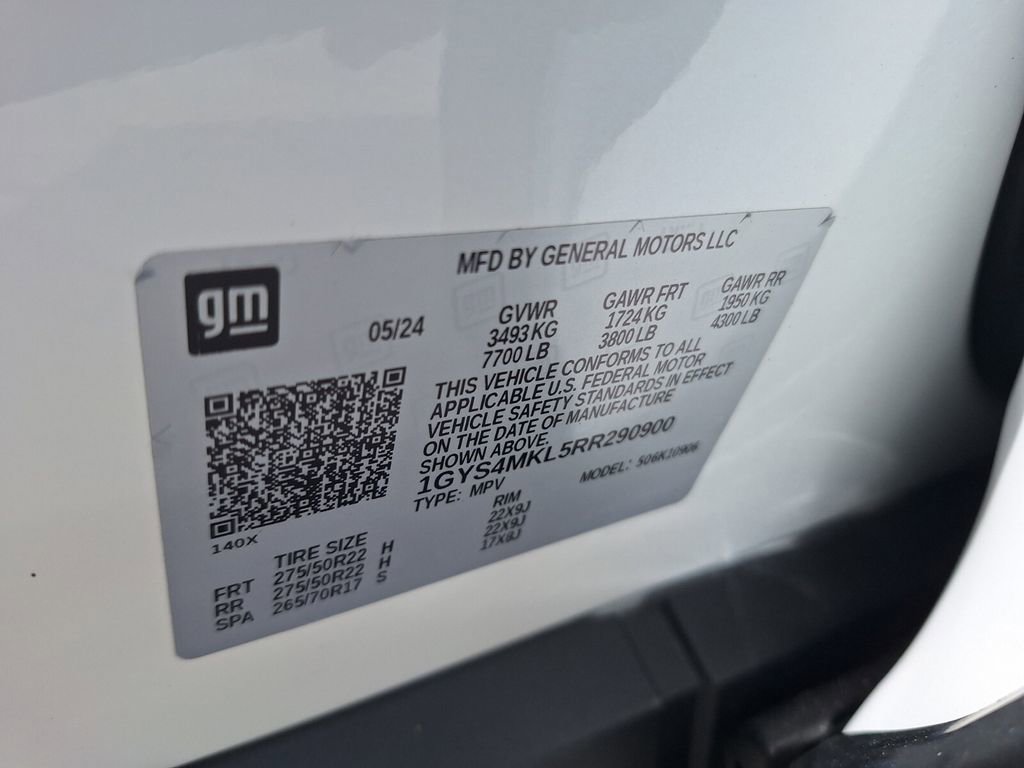 gm
MFD BY GENERAL MOTORS LLC
05/24
GVWR
3493 KG
7700 LB
GAWR FRT
1724 KG
3800 LB
GAWR RR
1950 KG
4300 LB
THIS VEHICLE CONFORMS TO ALL
APPLICABLE U.S. FEDERAL MOTOR
VEHICLE SAFETY STANDARDS IN EFFECT
ON THE DATE OF MANUFACTURE
SHOWN ABOVE.
1GYS4MKL5RR290900
TYPE: MPV
MODEL: 506K10906
140X
TIRE SIZE RIM
FRT 275/50R22 H 22X9J
RR 275/50R22 H 22X9J
SPA 265/70R17 S 17X8J